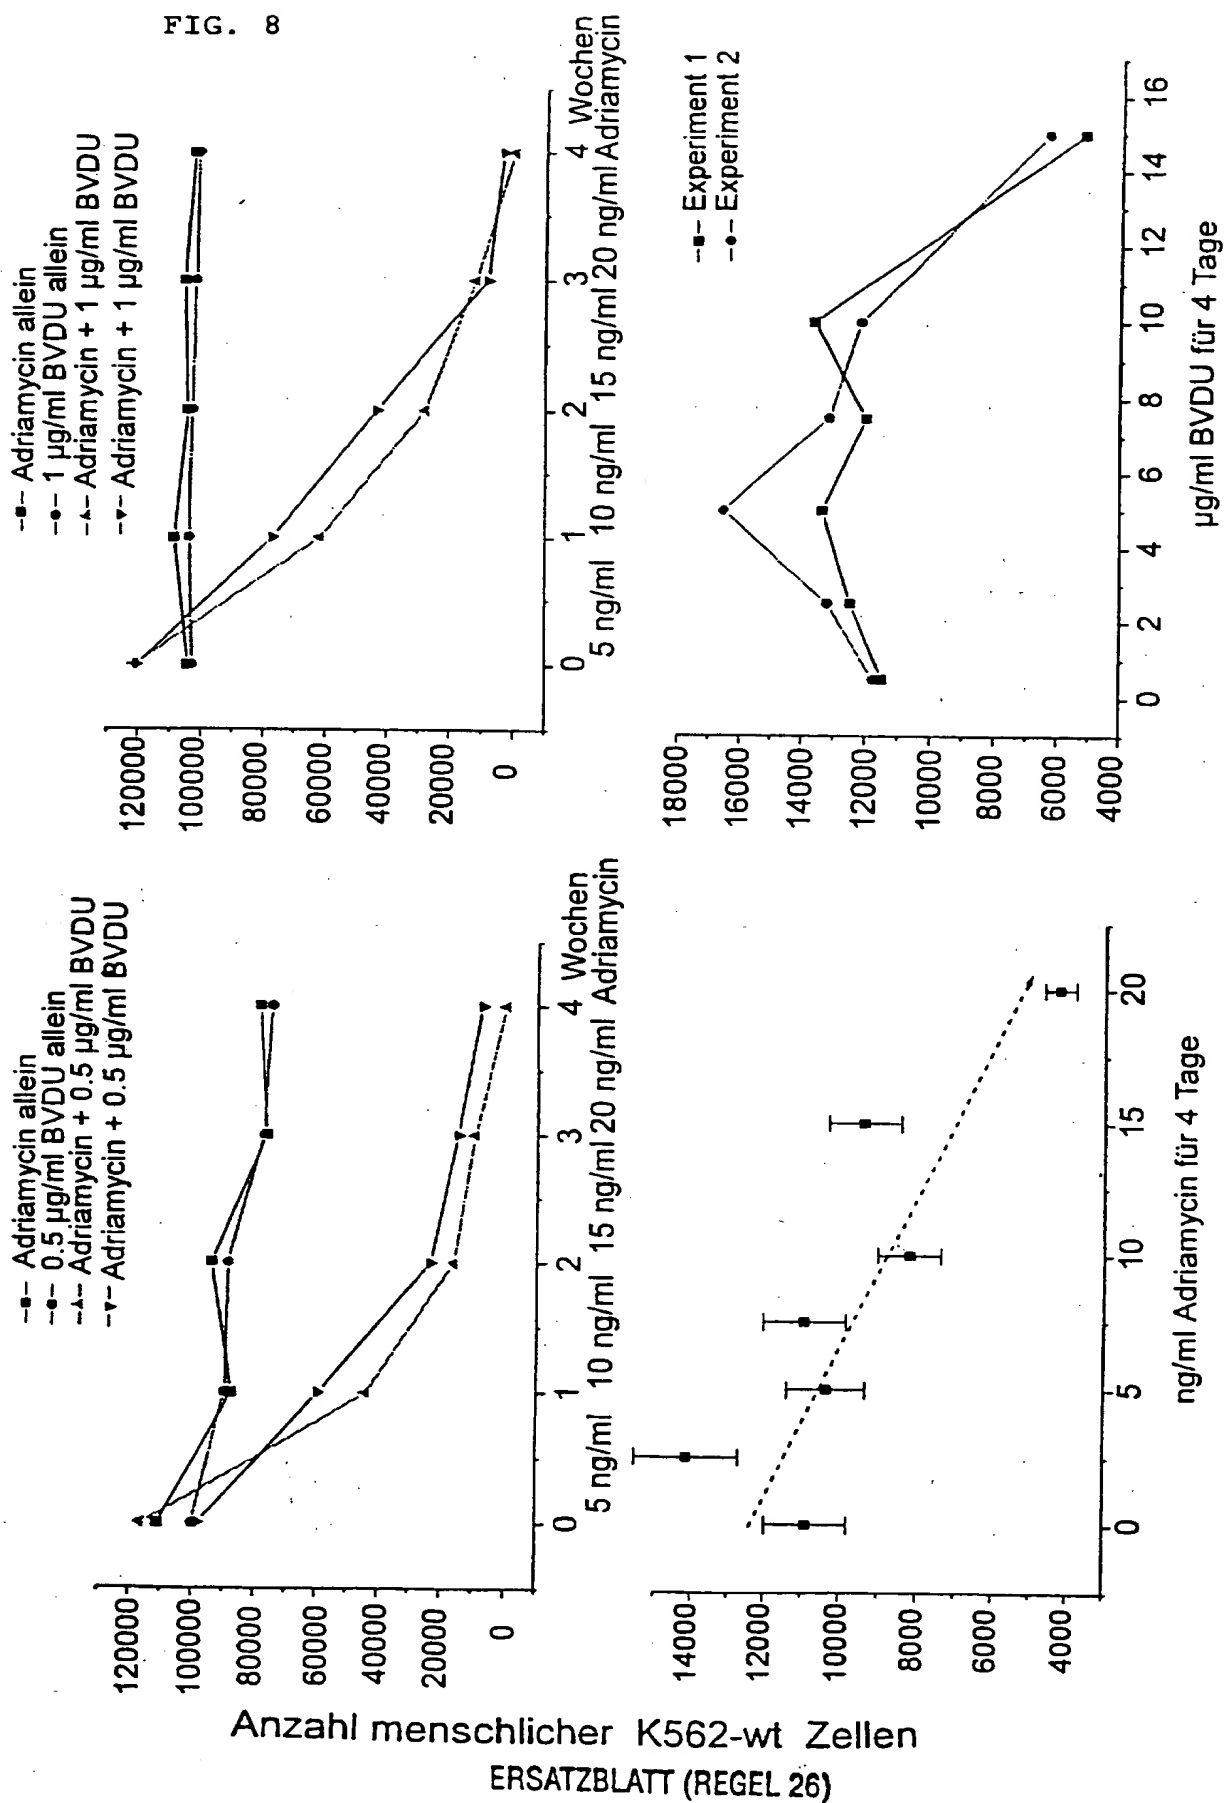 FIG. 8
Adriamycin allein
0.5 µg/ml BVDU allein
Adriamycin + 0.5 µg/ml BVDU
Adriamycin + 0.5 µg/ml BVDU
120000
100000
80000
60000
40000
20000
0
0 1 2 3 4 Wochen
5 ng/ml 10 ng/ml 15 ng/ml 20 ng/ml Adriamycin
Adriamycin allein
1 µg/ml BVDU allein
Adriamycin + 1 µg/ml BVDU
Adriamycin + 1 µg/ml BVDU
120000
100000
80000
60000
40000
20000
0
0 1 2 3 4 Wochen
5 ng/ml 10 ng/ml 15 ng/ml 20 ng/ml Adriamycin
14000
12000
10000
8000
6000
4000
0 5 10 15 20
ng/ml Adriamycin für 4 Tage
Experiment 1
Experiment 2
18000
16000
14000
12000
10000
8000
6000
4000
0 2 4 6 8 10 12 14 16
µg/ml BVDU für 4 Tage
Anzahl menschlicher K562-wt Zellen
ERSATZBLATT (REGEL 26)